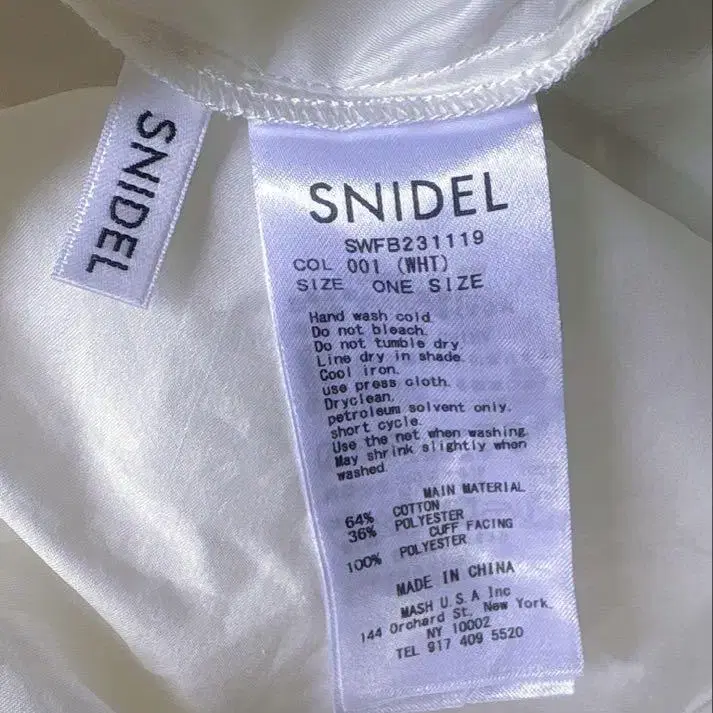 SNIDEL
SNIDEL
SWFB231119
COL 001 (WHT)
SIZE ONE SIZE
Hand wash cold
Do not bleach.
Do not tumble dry.
Line dry in shade.
Cool iron.
use press cloth.
Dryclean.
petroleum solvent only.
short cycle.
Use the net when washing.
May shrink slightly when
washed.
MAIN MATERIAL
64% COTTON
36% POLYESTER
CUFF FACING
100% POLYESTER
MADE IN CHINA
MASH U.S.A Inc
144 Orchard St, New York.
NY 10002
TEL 917 409 5520